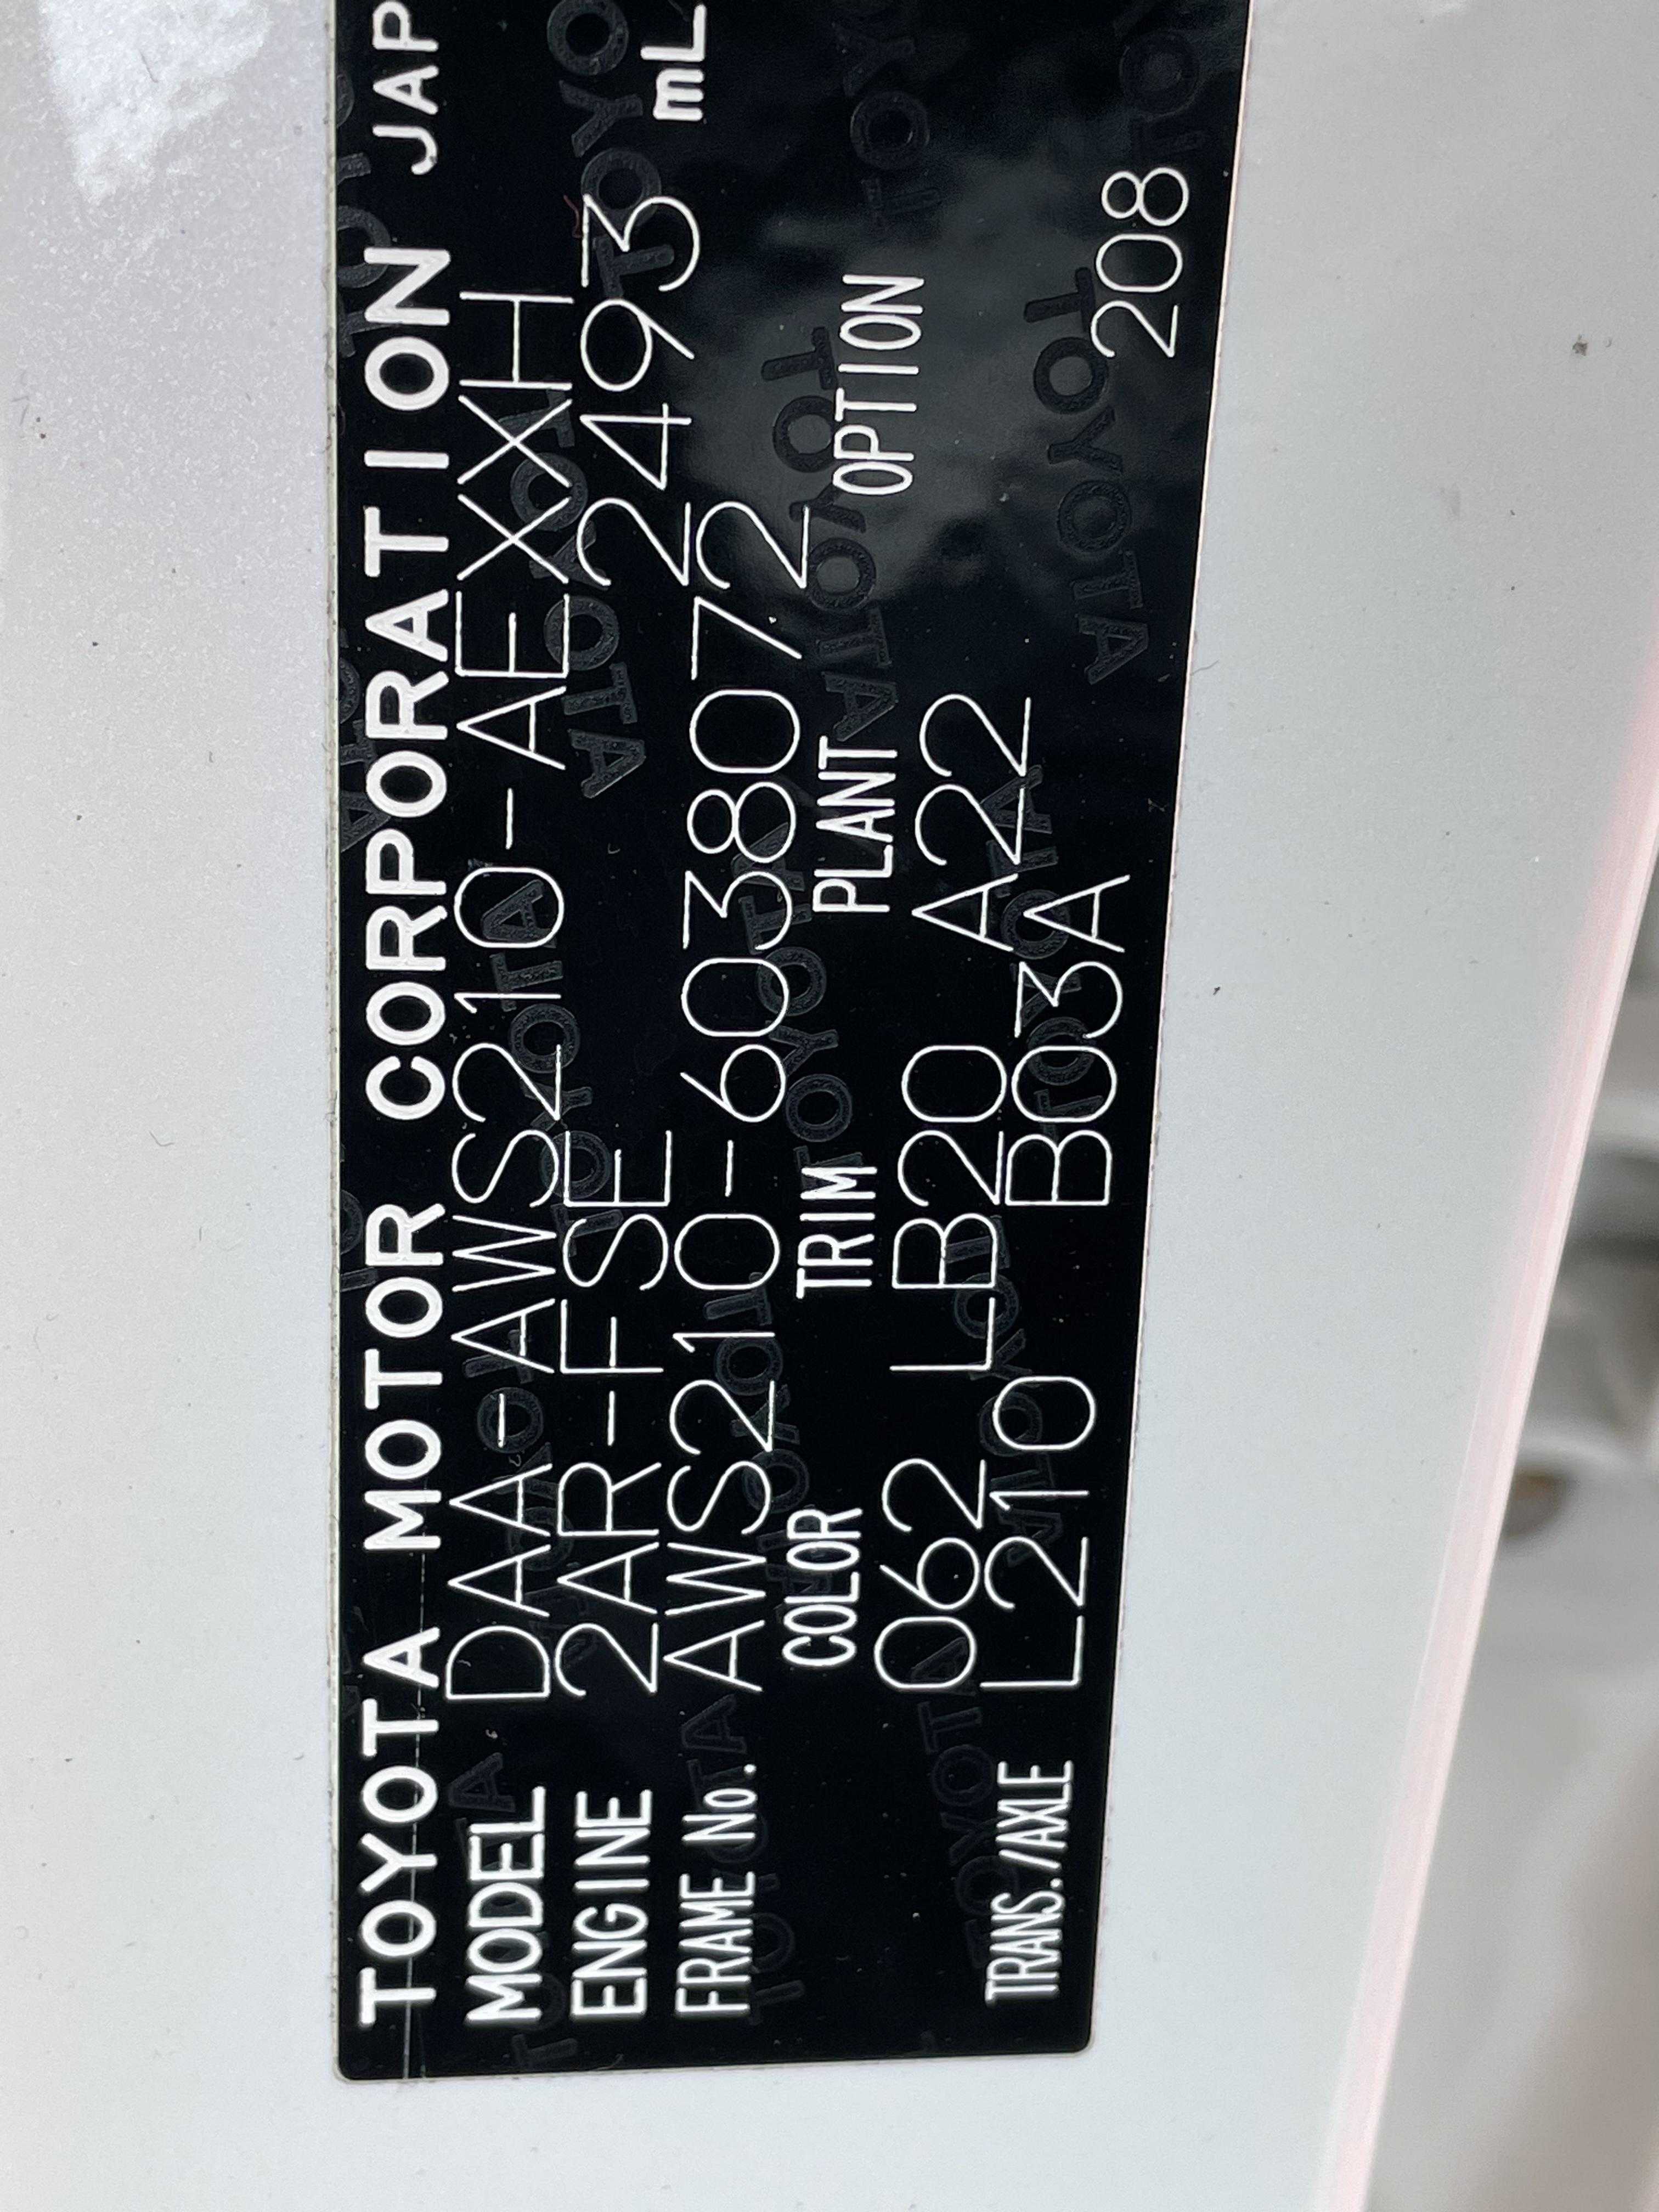 TOYOTA MOTOR CORPORATION JAP
MODEL DAA-AWS210-AEXXH
ENGINE 2AR-FSE 2493 mL
FRAME No. AWS210-6038072
COLOR TRIM PLANT OPTION
062 LB20 A22
TRANS./AXLE L210 B03A 208